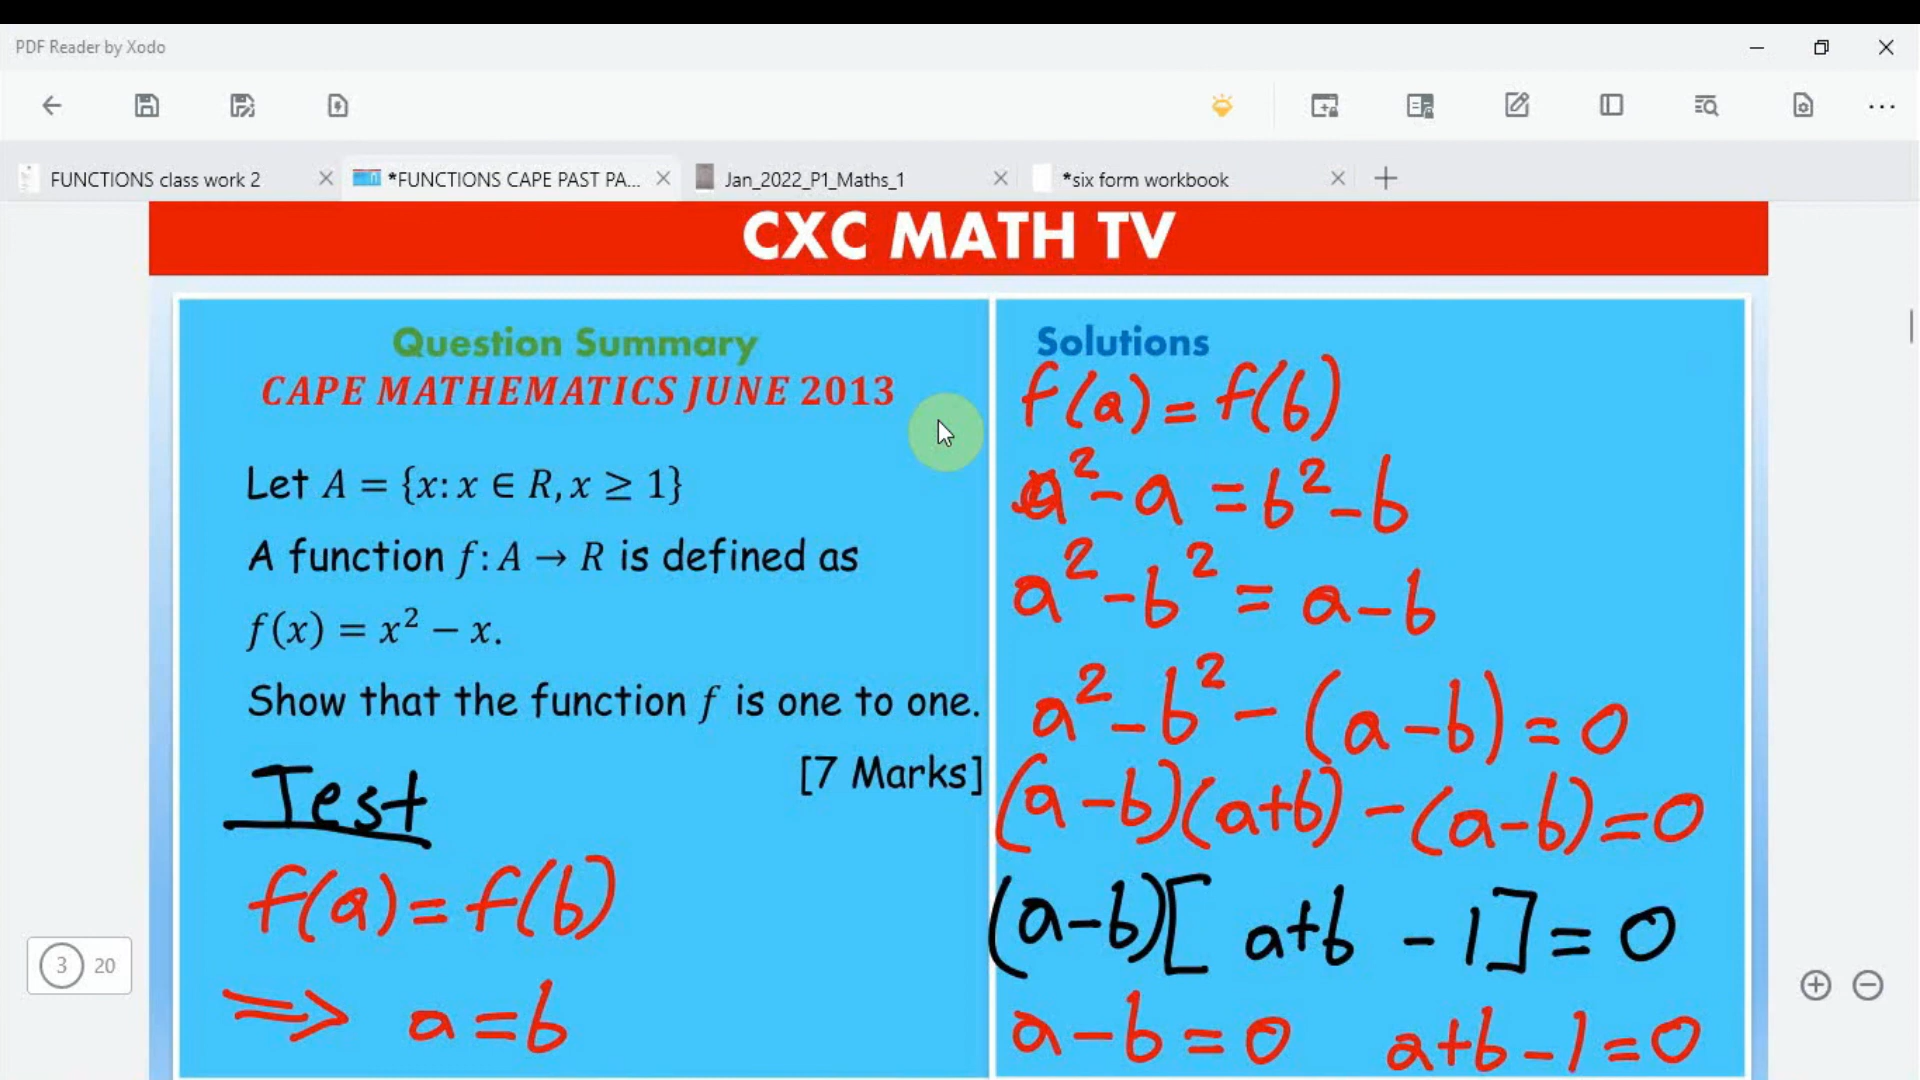 PDF Reader by Xodo
FUNCTIONS class work 2
*FUNCTIONS CAPE PAST PA...
Jan_2022_P1_Maths_1
*six form workbook
CXC MATH TV
Question Summary
CAPE MATHEMATICS JUNE 2013
Let A = {x: x ∈ R, x ≥ 1}
A function f: A → R is defined as
f(x) = x² − x.
Show that the function f is one to one.
[7 Marks]
Test
f(a) = f(b)
⇒ a = b
Solutions
f(a) = f(b)
a² - a = b² - b
a² - b² = a - b
a² - b² - (a - b) = 0
(a - b)(a+b) - (a - b) = 0
(a - b)[ a+b - 1] = 0
a - b = 0 a+b - 1 = 0
3 20